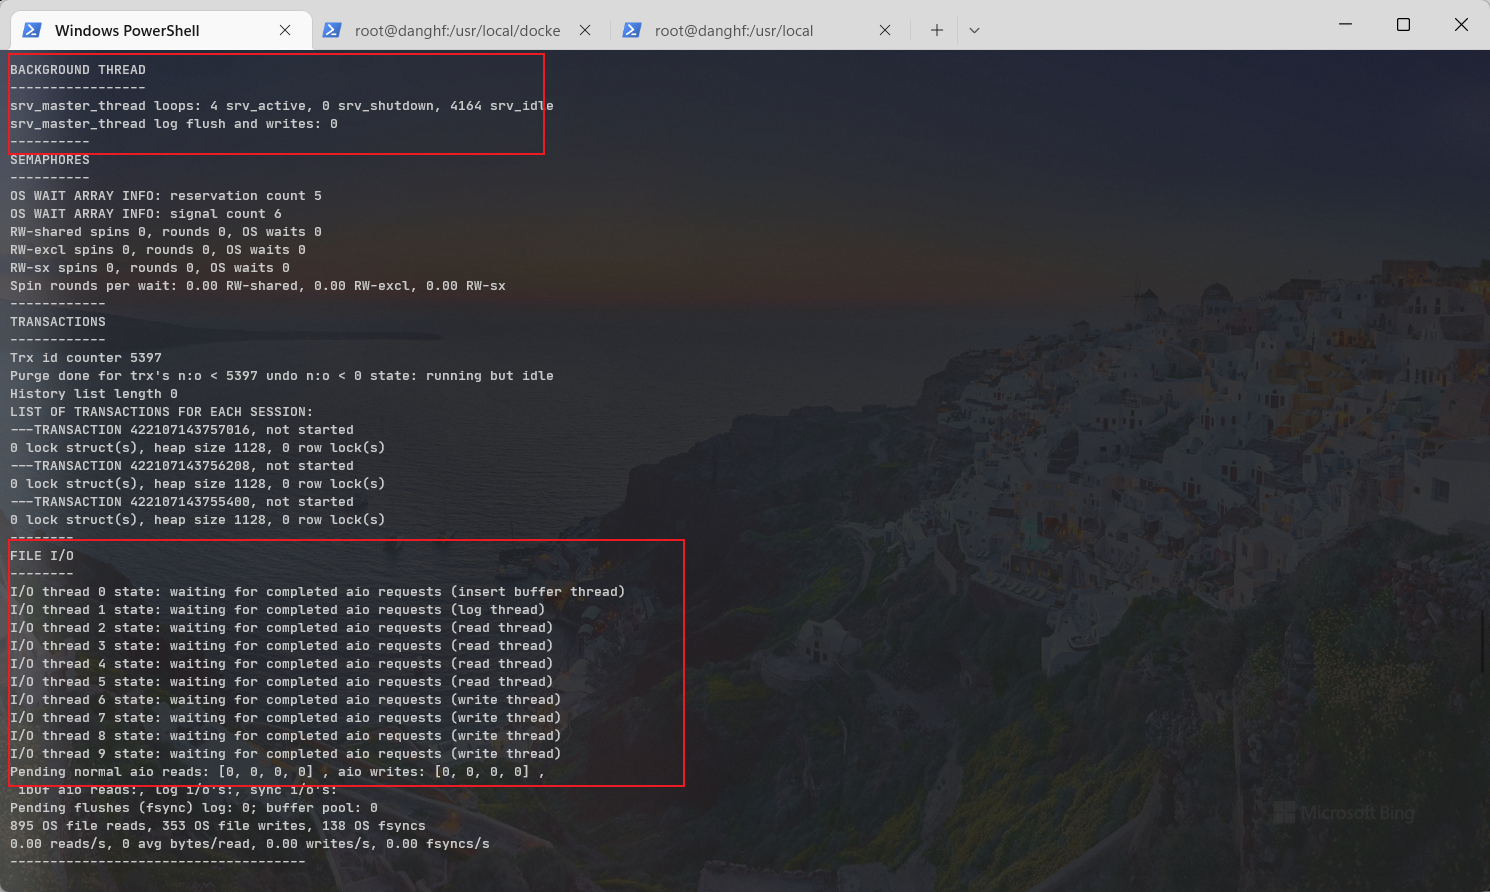 Windows PowerShell
root@danghf:/usr/local/docke
root@danghf:/usr/local
BACKGROUND THREAD
-----------------
srv_master_thread loops: 4 srv_active, 0 srv_shutdown, 4164 srv_idle
srv_master_thread log flush and writes: 0
----------
SEMAPHORES
----------
OS WAIT ARRAY INFO: reservation count 5
OS WAIT ARRAY INFO: signal count 6
RW-shared spins 0, rounds 0, OS waits 0
RW-excl spins 0, rounds 0, OS waits 0
RW-sx spins 0, rounds 0, OS waits 0
Spin rounds per wait: 0.00 RW-shared, 0.00 RW-excl, 0.00 RW-sx
------------
TRANSACTIONS
------------
Trx id counter 5397
Purge done for trx's n:o < 5397 undo n:o < 0 state: running but idle
History list length 0
LIST OF TRANSACTIONS FOR EACH SESSION:
---TRANSACTION 422107143757016, not started
0 lock struct(s), heap size 1128, 0 row lock(s)
---TRANSACTION 422107143756208, not started
0 lock struct(s), heap size 1128, 0 row lock(s)
---TRANSACTION 422107143755400, not started
0 lock struct(s), heap size 1128, 0 row lock(s)
--------
FILE I/O
--------
I/O thread 0 state: waiting for completed aio requests (insert buffer thread)
I/O thread 1 state: waiting for completed aio requests (log thread)
I/O thread 2 state: waiting for completed aio requests (read thread)
I/O thread 3 state: waiting for completed aio requests (read thread)
I/O thread 4 state: waiting for completed aio requests (read thread)
I/O thread 5 state: waiting for completed aio requests (read thread)
I/O thread 6 state: waiting for completed aio requests (write thread)
I/O thread 7 state: waiting for completed aio requests (write thread)
I/O thread 8 state: waiting for completed aio requests (write thread)
I/O thread 9 state: waiting for completed aio requests (write thread)
Pending normal aio reads: [0, 0, 0, 0] , aio writes: [0, 0, 0, 0] ,
 ibuf aio reads:, log i/o's:, sync i/o's:
Pending flushes (fsync) log: 0; buffer pool: 0
895 OS file reads, 353 OS file writes, 138 OS fsyncs
0.00 reads/s, 0 avg bytes/read, 0.00 writes/s, 0.00 fsyncs/s
-------------------------------------
Microsoft Bing